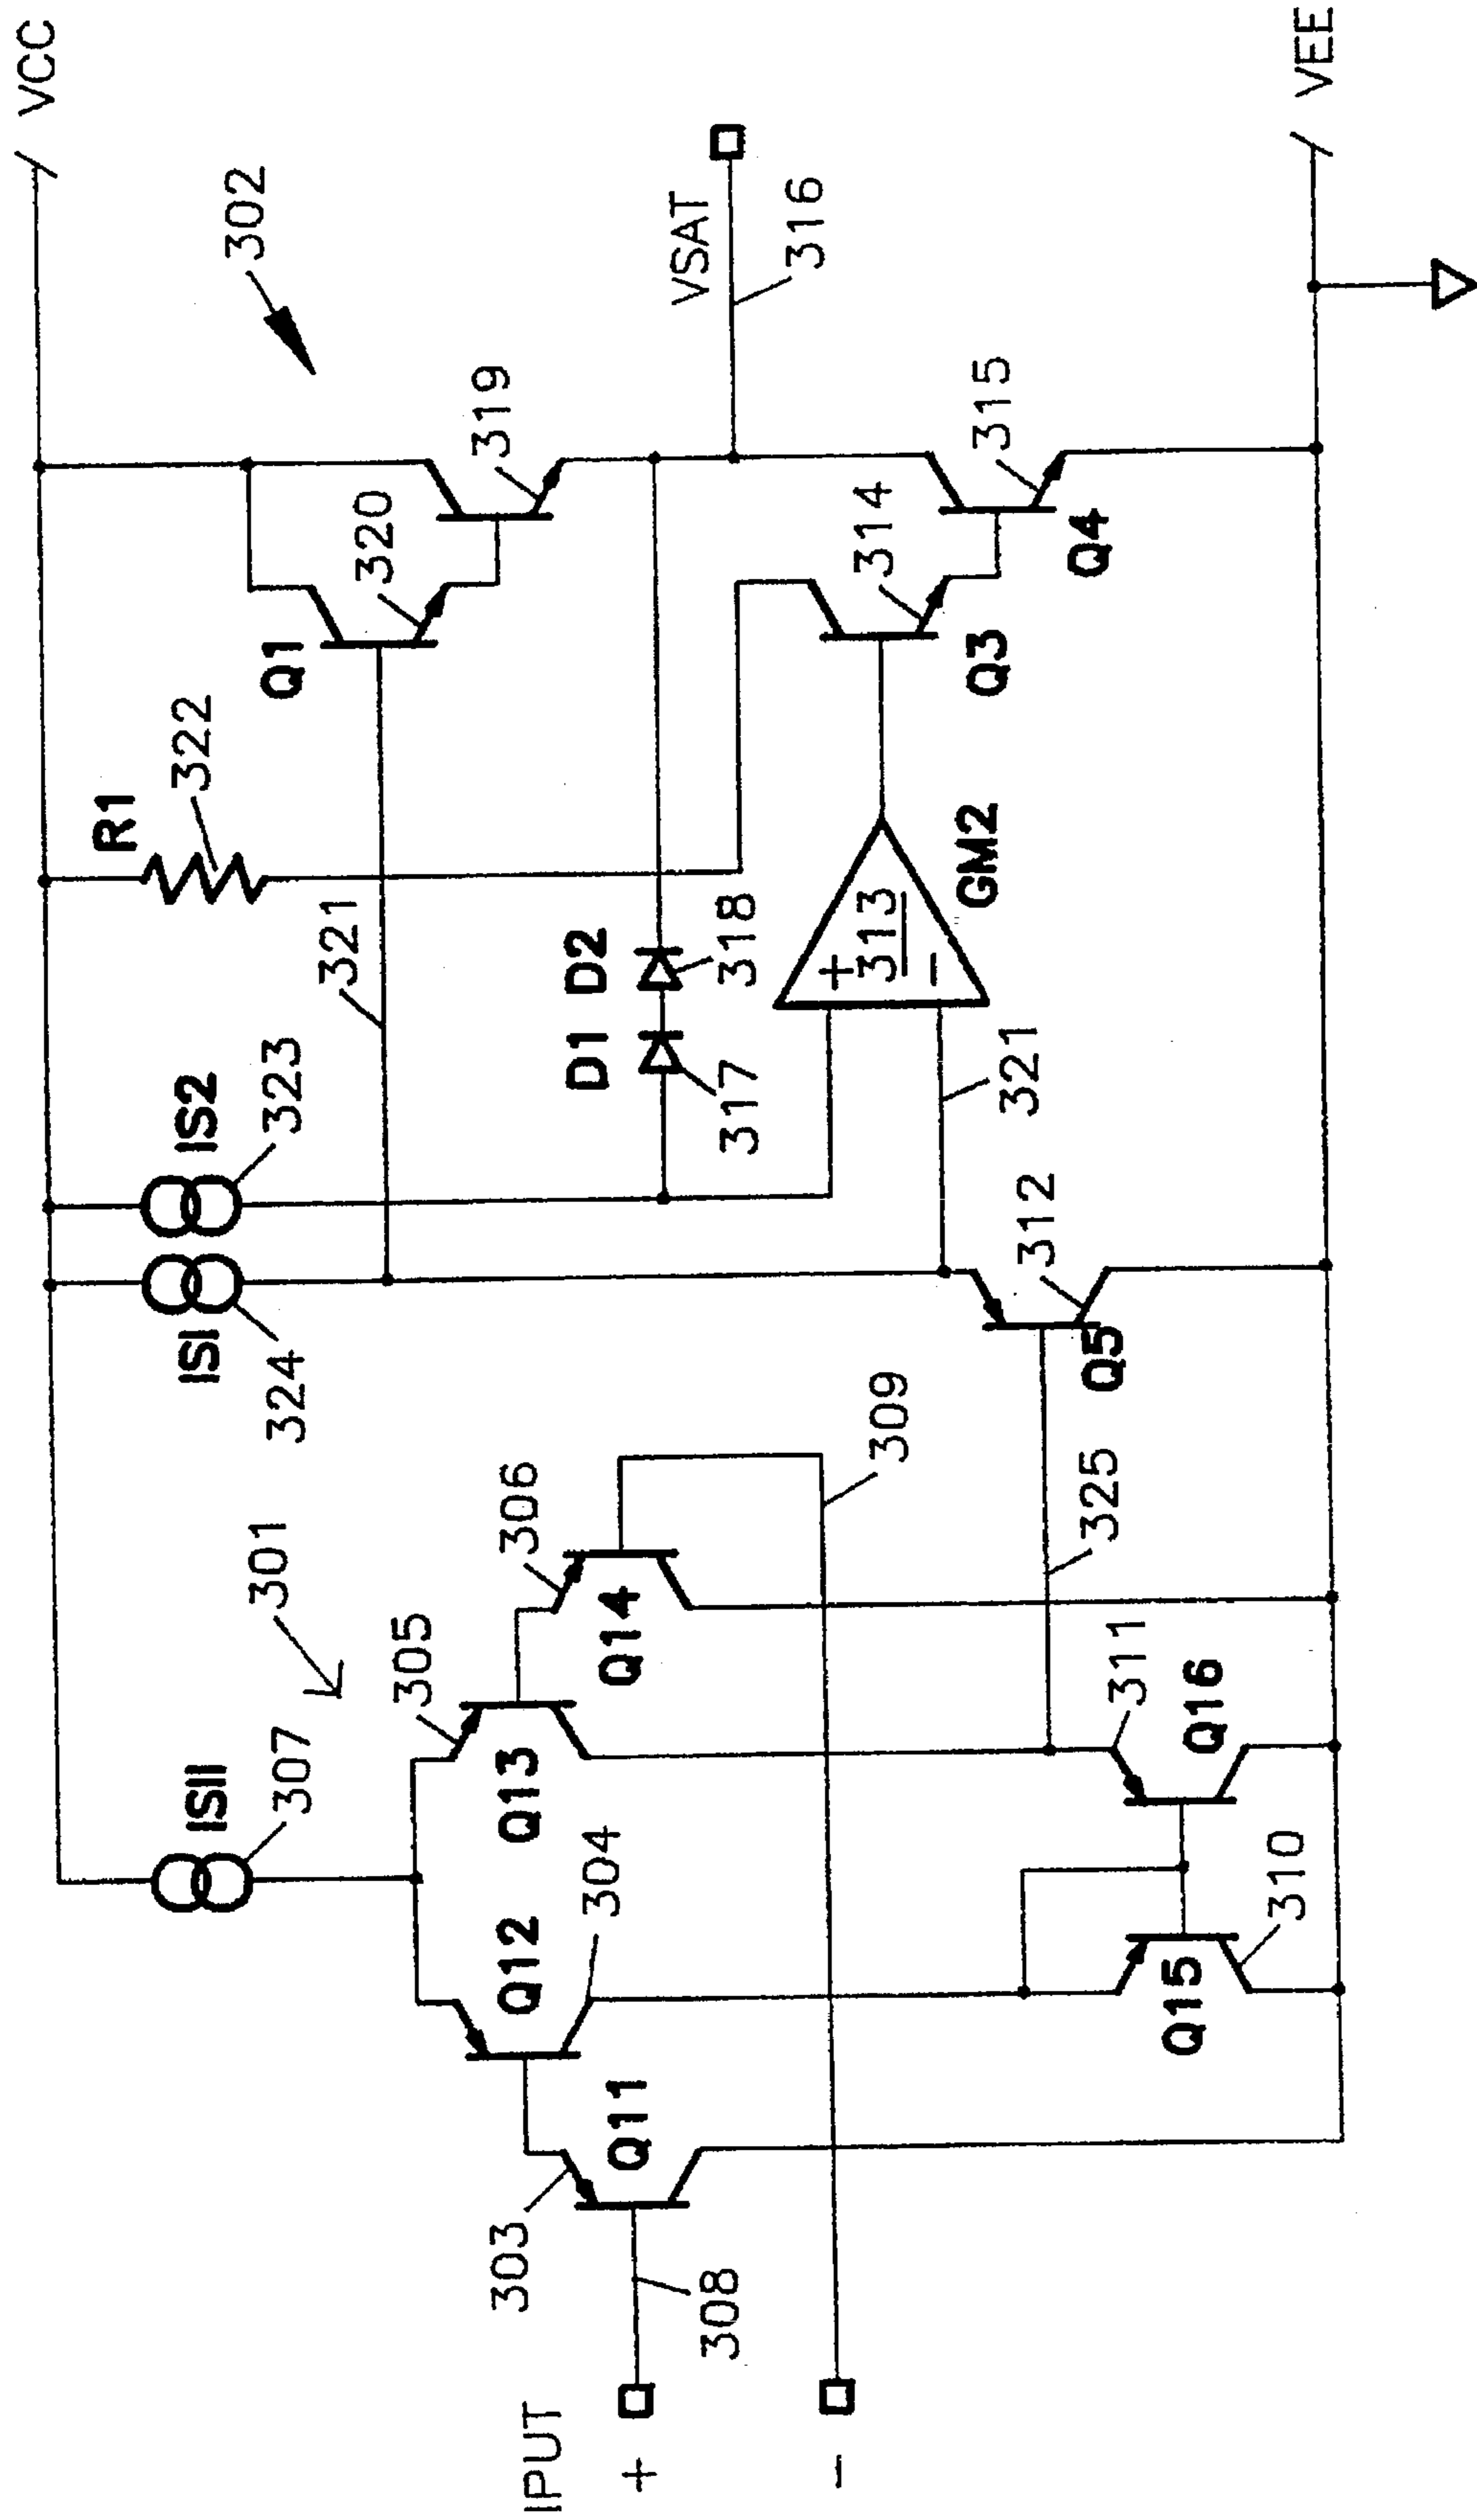 / VCC
302
R1
322
Q1
320
319
IS2
323
IS1
324
321
VSAT
316
D1 D2
317
318
+
313
−
GM2
314
Q3
315
Q4
321
312
Q5
301
IS11
307
305
306
304
Q12
Q13
Q14
309
303
Q11
325
311
Q16
310
Q15
IPUT
+
308
-
/ VEE